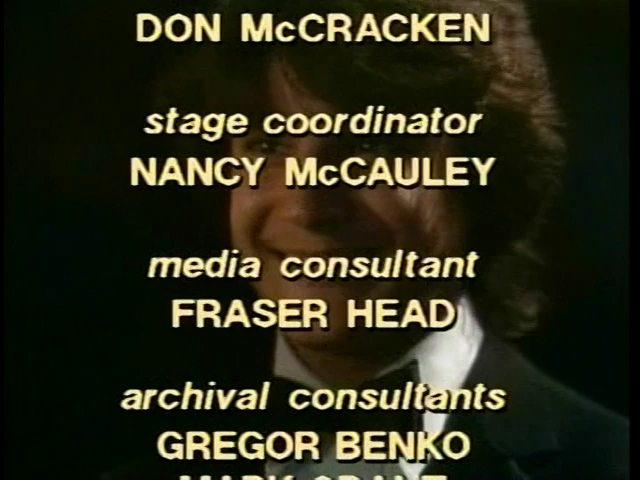 DON McCRACKEN
stage coordinator
NANCY McCAULEY
media consultant
FRASER HEAD
archival consultants
GREGOR BENKO